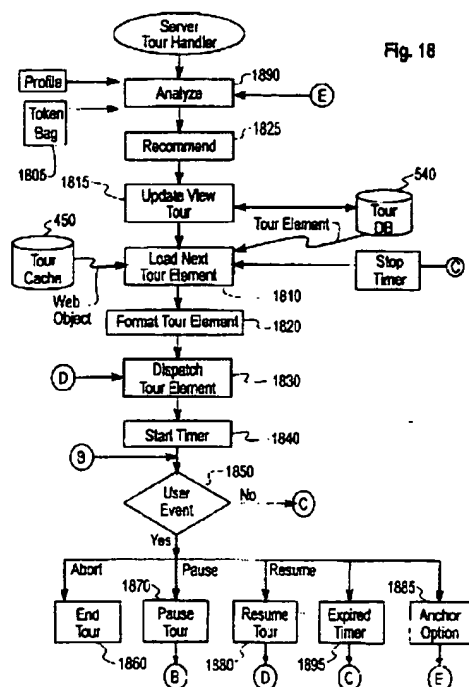 Server
Tour Handler
Fig. 18
Profile
1890
Analyze
E
Token
Bag
1805
1825
Recommend
1815
Update View
Tour
540
Tour
DB
Tour Element
450
Tour
Cache
Load Next
Tour Element
Stop
Timer
C
Web
Object
1810
Format Tour Element
1820
D
Dispatch
Tour Element
1830
Start Timer
1840
B
1850
User
Event
No
C
Yes
Abort
1870
Pause
Resume
1885
End
Tour
Pause
Tour
Resume
Tour
Expired
Timer
Anchor
Option
1860
B
1880
D
1895
C
E